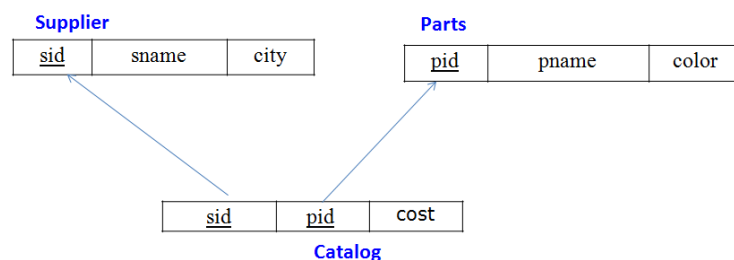 Supplier
Parts
sid sname city
pid pname color
sid pid cost
Catalog